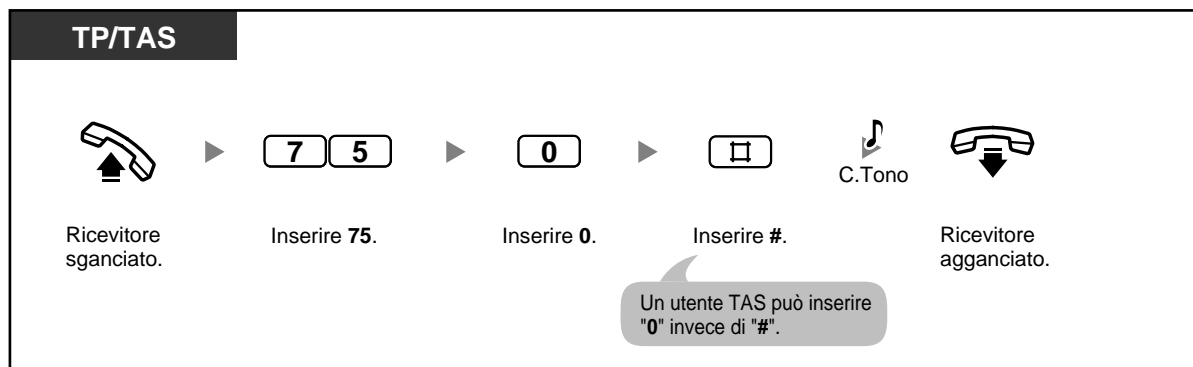 TP/TAS
7 5
0
C.Tono
Ricevitore
sganciato.
Inserire 75.
Inserire 0.
Inserire #.
Ricevitore
agganciato.
Un utente TAS può inserire
"0" invece di "#".